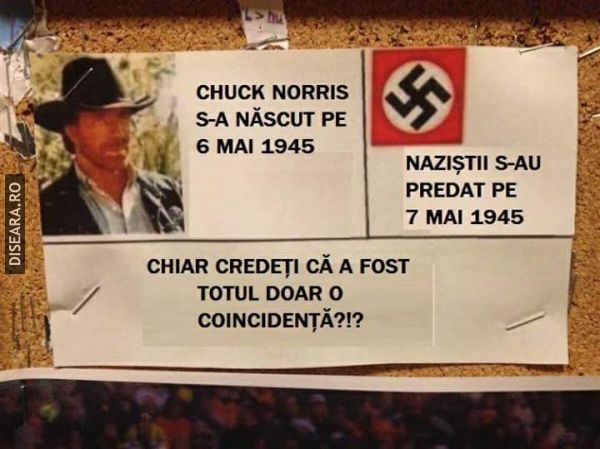 CHUCK NORRIS
S-A NĂSCUT PE
6 MAI 1945
NAZIȘTII S-AU
PREDAT PE
7 MAI 1945
CHIAR CREDEȚI CĂ A FOST
TOTUL DOAR O
COINCIDENȚĂ?!?
DISEARA.RO